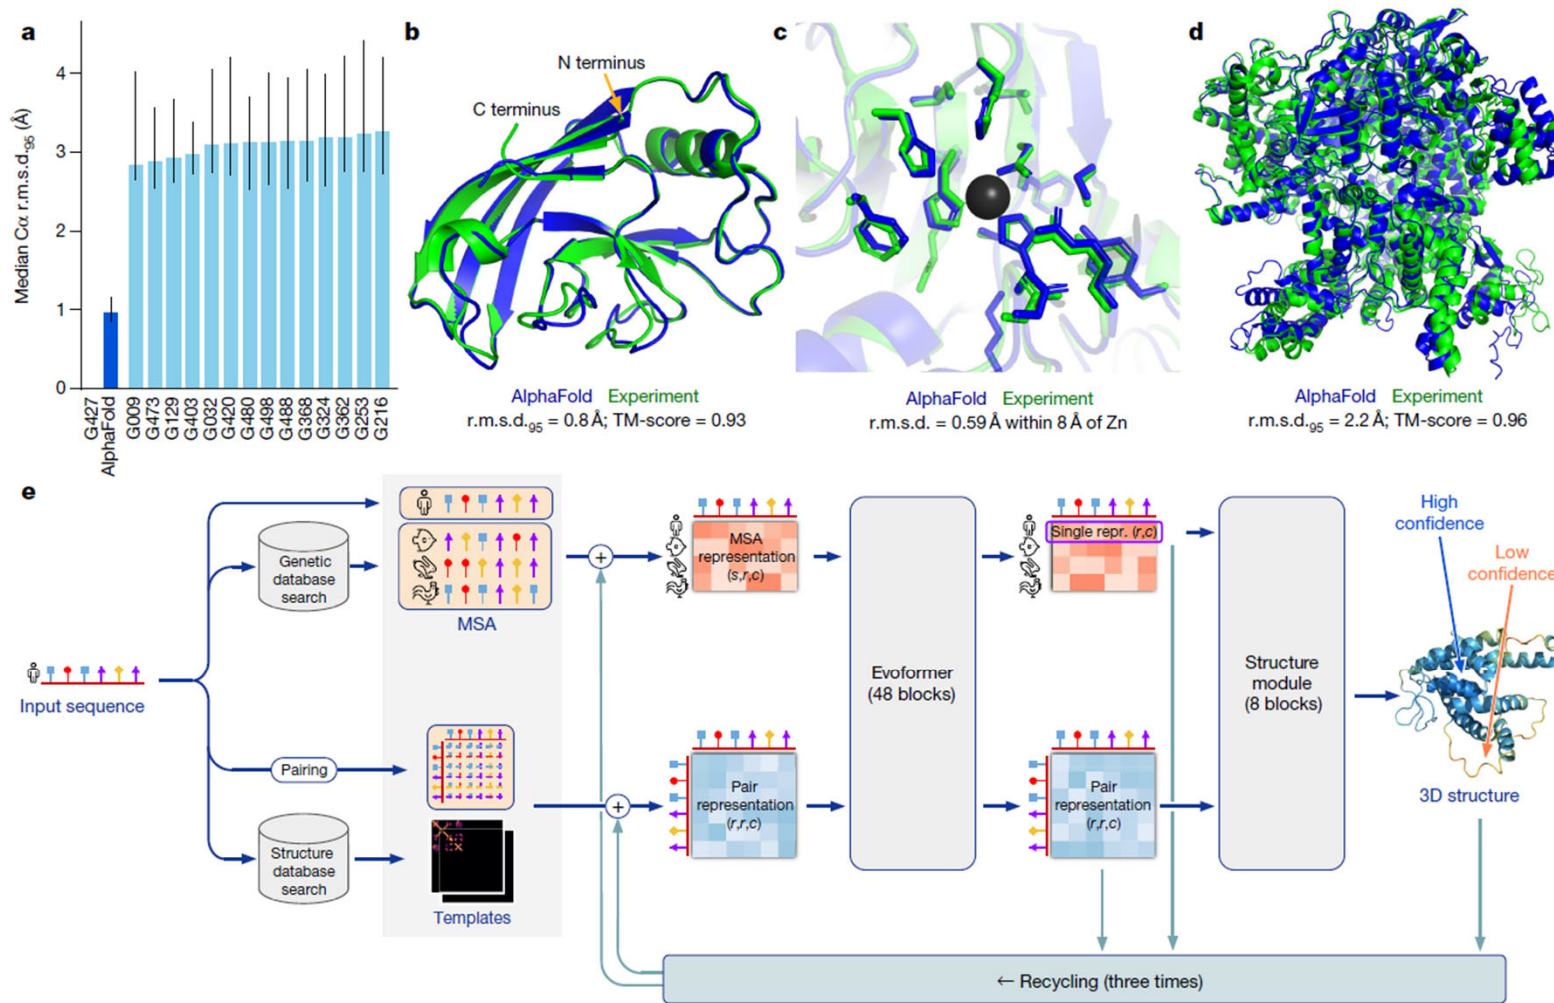 a
Median Cα r.m.s.d.95 (Å)
4
3
2
1
0
G427
AlphaFold
G009
G473
G129
G403
G032
G420
G480
G498
G488
G368
G324
G362
G253
G216
b
N terminus
C terminus
AlphaFold Experiment
r.m.s.d.95 = 0.8 Å; TM-score = 0.93
c
AlphaFold Experiment
r.m.s.d. = 0.59 Å within 8 Å of Zn
d
AlphaFold Experiment
r.m.s.d.95 = 2.2 Å; TM-score = 0.96
e
Input sequence
Genetic
database
search
MSA
Pairing
Structure
database
search
Templates
+
MSA
representation
(s,r,c)
+
Pair
representation
(r,r,c)
Evoformer
(48 blocks)
Single repr. (r,c)
Pair
representation
(r,r,c)
Structure
module
(8 blocks)
High
confidence
Low
confidence
3D structure
← Recycling (three times)